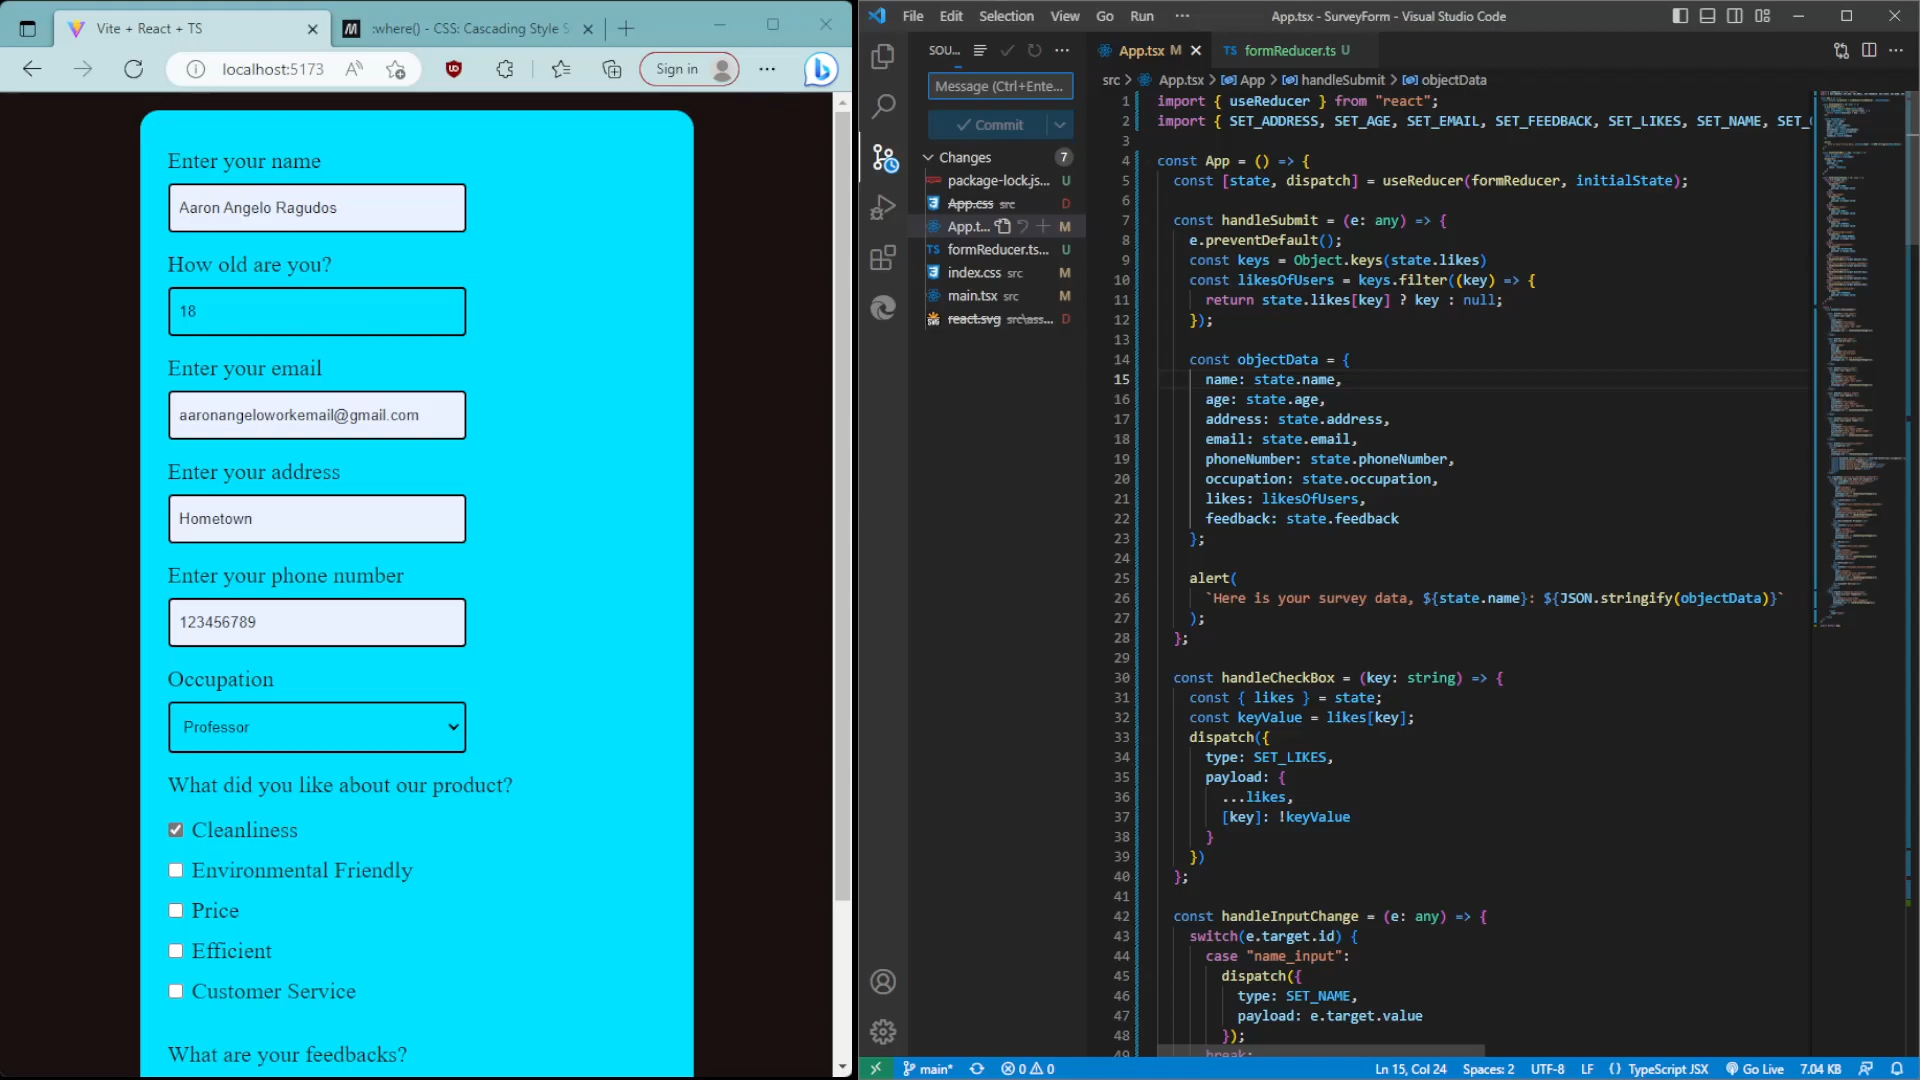 Vite + React + TS
:where() - CSS: Cascading Style S
localhost:5173
Sign in
Enter your name
Aaron Angelo Ragudos
How old are you?
18
Enter your email
aaronangeloworkemail@gmail.com
Enter your address
Hometown
Enter your phone number
123456789
Occupation
Professor
What did you like about our product?
Cleanliness
Environmental Friendly
Price
Efficient
Customer Service
What are your feedbacks?
File Edit Selection View Go Run ···
App.tsx - SurveyForm - Visual Studio Code
SOU...
Message (Ctrl+Ente...
Commit
Changes 7
package-lock.js... U
App.css src D
App.t... M
TS formReducer.ts... U
index.css src M
main.tsx src M
react.svg src\ass... D
App.tsx M
TS formReducer.ts U
src > App.tsx > App > handleSubmit > objectData
1 import { useReducer } from "react";
2 import { SET_ADDRESS, SET_AGE, SET_EMAIL, SET_FEEDBACK, SET_LIKES, SET_NAME, SET_
3
4 const App = () => {
5 const [state, dispatch] = useReducer(formReducer, initialState);
6
7 const handleSubmit = (e: any) => {
8 e.preventDefault();
9 const keys = Object.keys(state.likes)
10 const likesOfUsers = keys.filter((key) => {
11 return state.likes[key] ? key : null;
12 });
13
14 const objectData = {
15 name: state.name,
16 age: state.age,
17 address: state.address,
18 email: state.email,
19 phoneNumber: state.phoneNumber,
20 occupation: state.occupation,
21 likes: likesOfUsers,
22 feedback: state.feedback
23 };
24
25 alert(
26 `Here is your survey data, ${state.name}: ${JSON.stringify(objectData)}`
27 );
28 };
29
30 const handleCheckBox = (key: string) => {
31 const { likes } = state;
32 const keyValue = likes[key];
33 dispatch({
34 type: SET_LIKES,
35 payload: {
36 ...likes,
37 [key]: !keyValue
38 }
39 })
40 };
41
42 const handleInputChange = (e: any) => {
43 switch(e.target.id) {
44 case "name_input":
45 dispatch({
46 type: SET_NAME,
47 payload: e.target.value
48 });
49 break;
main* 0 0
Ln 15, Col 24 Spaces: 2 UTF-8 LF {} TypeScript JSX Go Live 7.04 KB